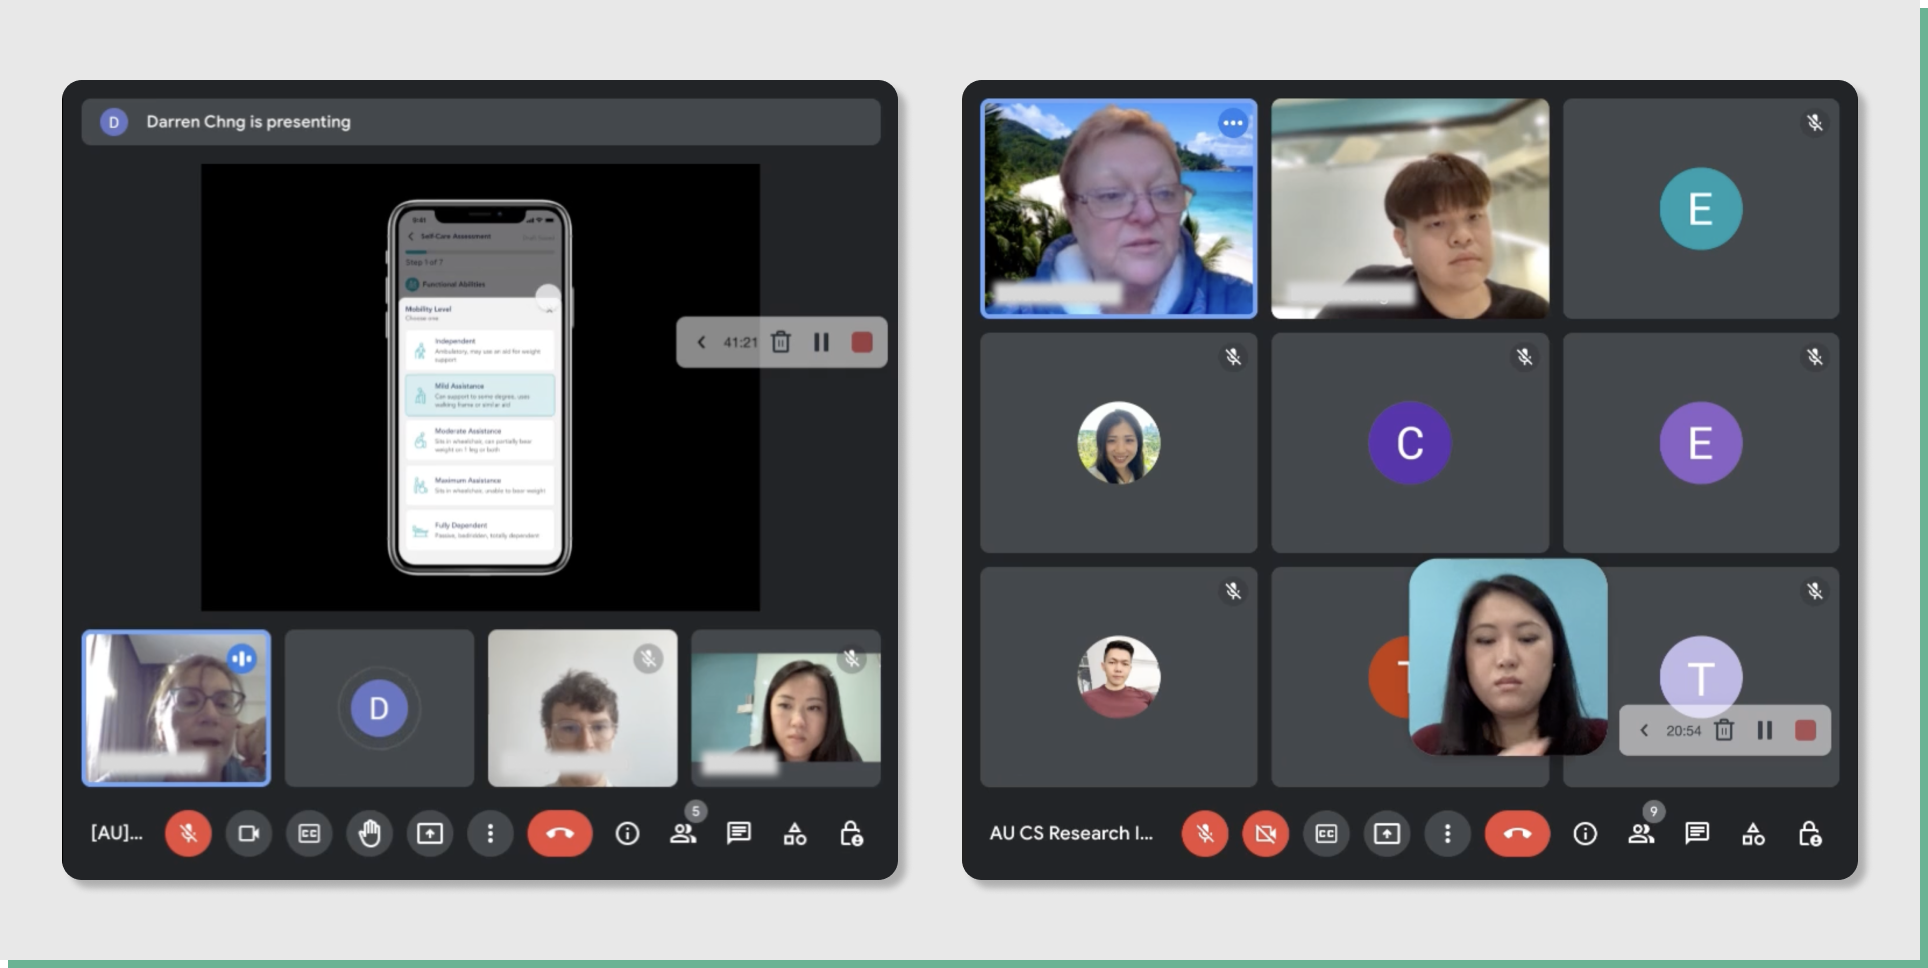 D
Darren Chng is presenting
9:41
Self-Care Assessment
Draft Saved
Step 1 of 7
Functional Abilities
Mobility Level
Choose one
Independent
Ambulatory, may use an aid for weight
support
Mild Assistance
Can support to some degree, uses
walking frame or similar aid
Moderate Assistance
Sits in wheelchair, can partially bear
weight on 1 leg or both
Maximum Assistance
Sits in wheelchair, unable to bear weight
Fully Dependent
Passive, bedridden, totally dependent
41:21
D
[AU]...
CC
5
E
C
E
T
T
20:54
AU CS Research I...
CC
9